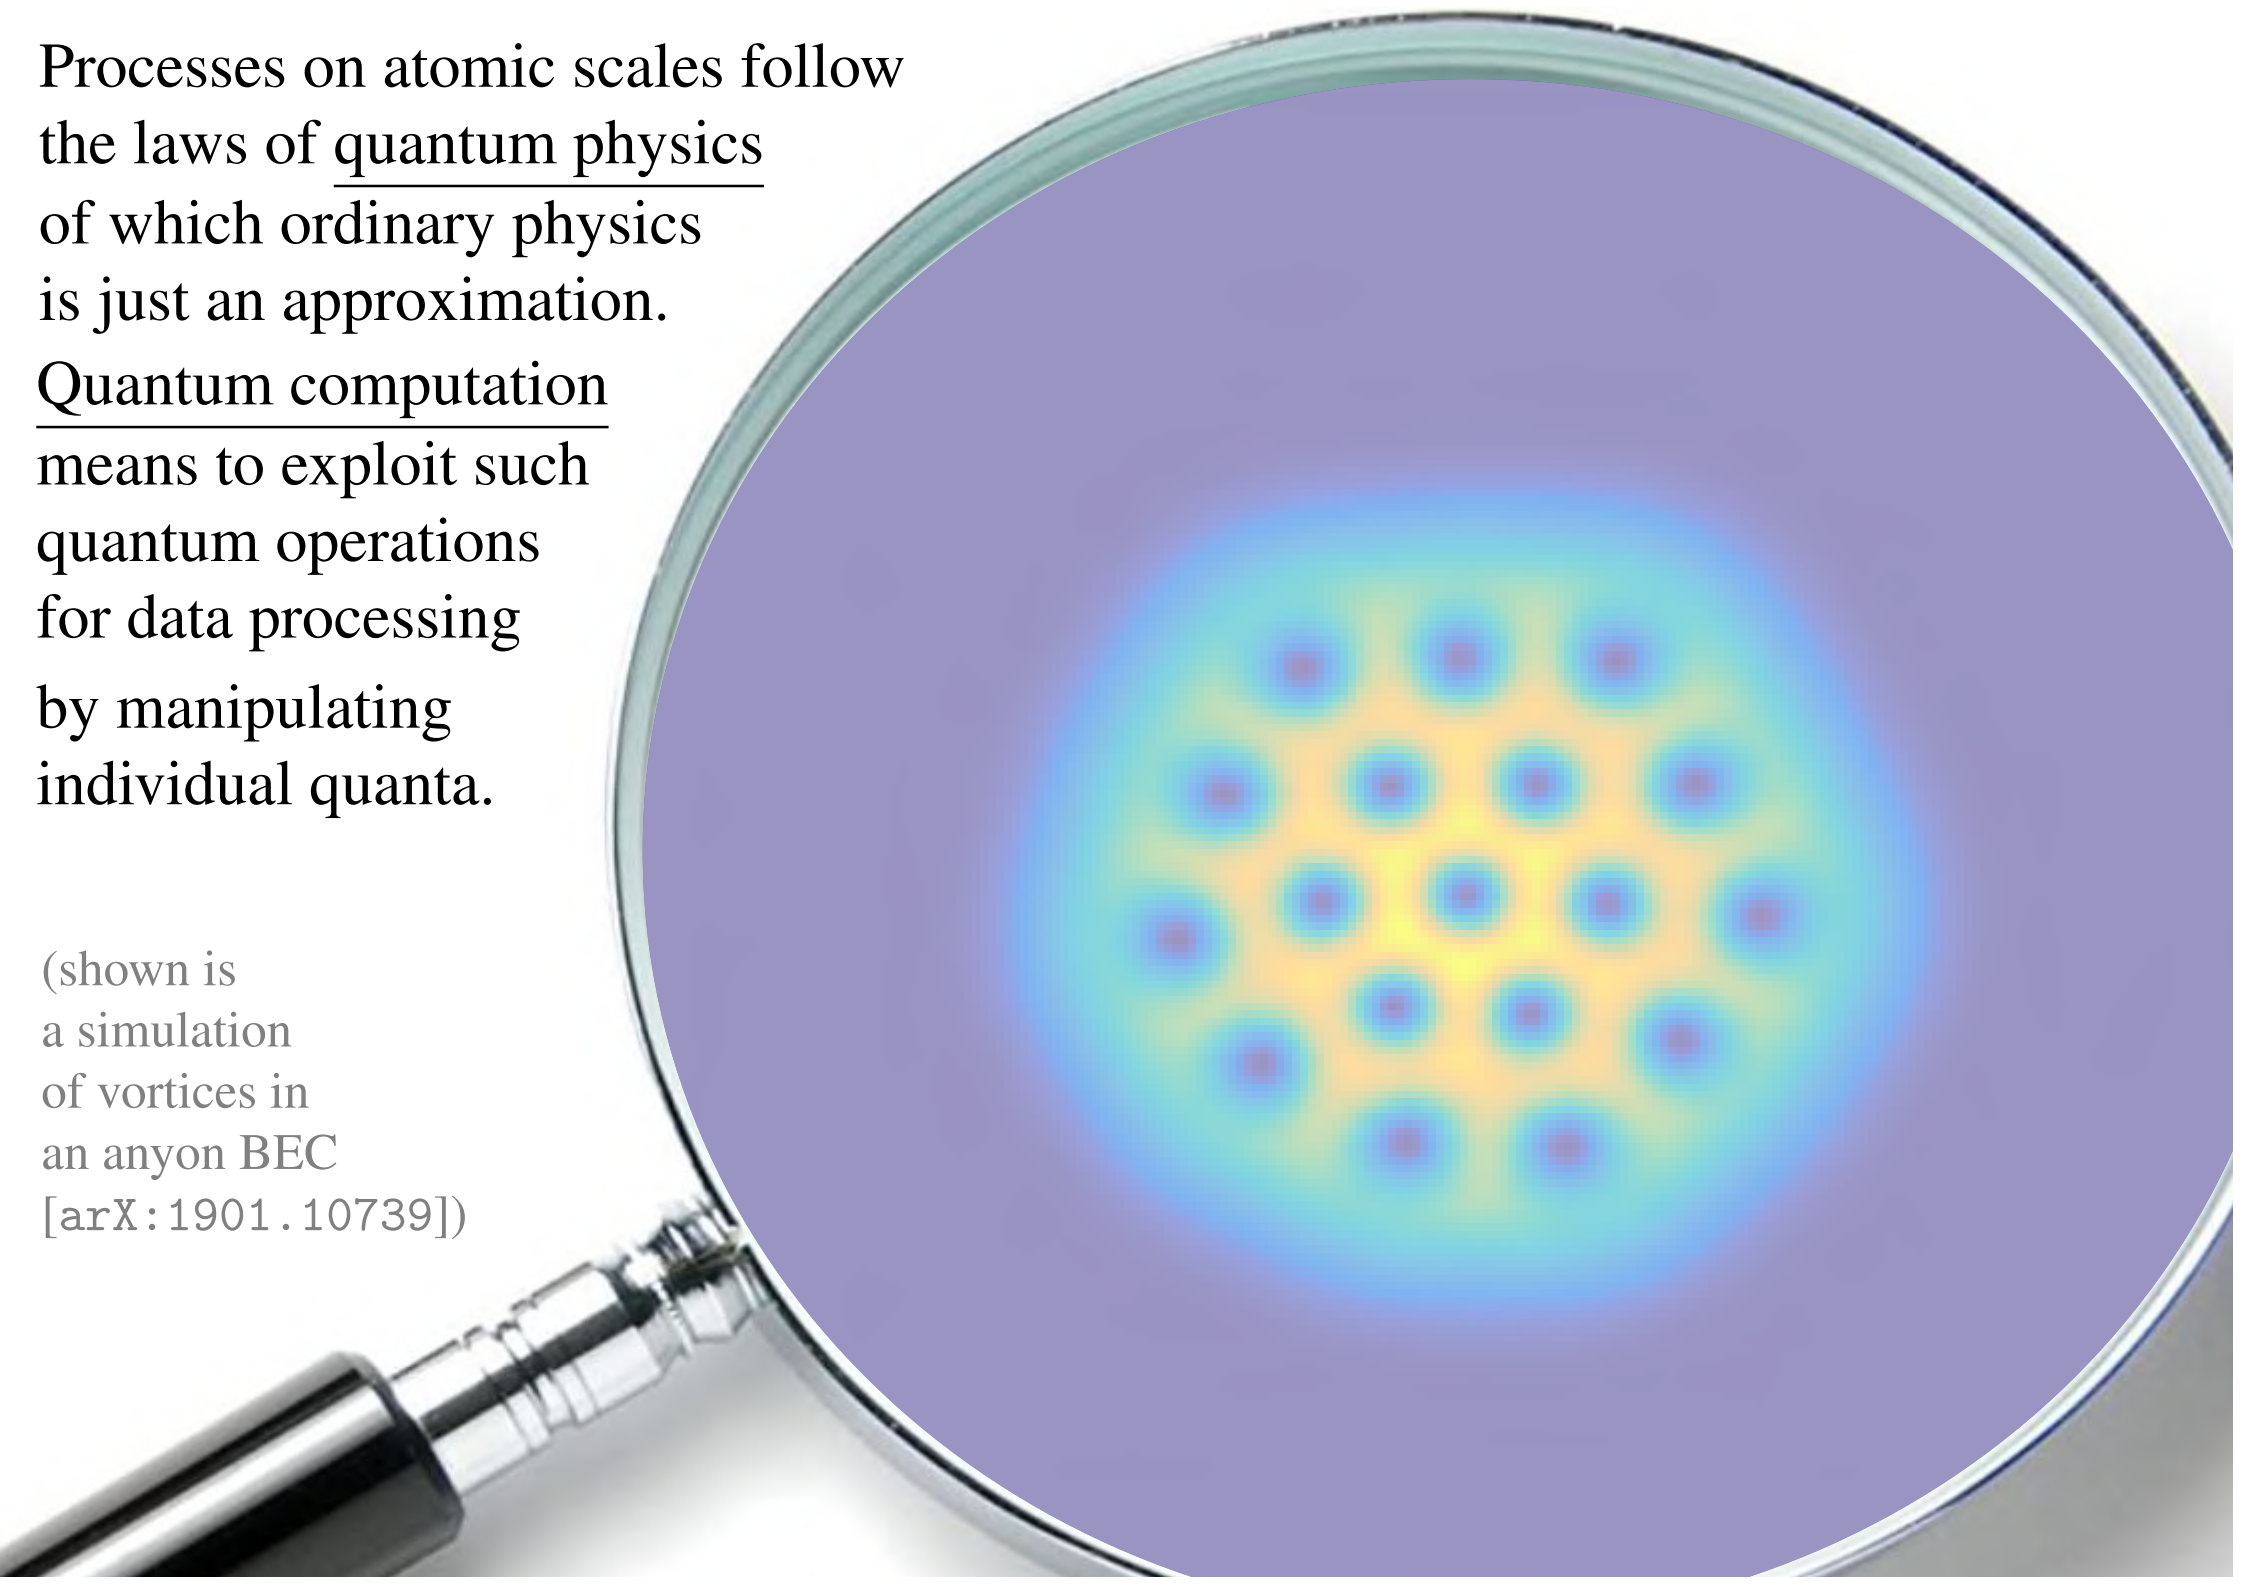 Processes on atomic scales follow
the laws of quantum physics
of which ordinary physics
is just an approximation.
Quantum computation
means to exploit such
quantum operations
for data processing
by manipulating
individual quanta.
(shown is
a simulation
of vortices in
an anyon BEC
[arX:1901.10739])